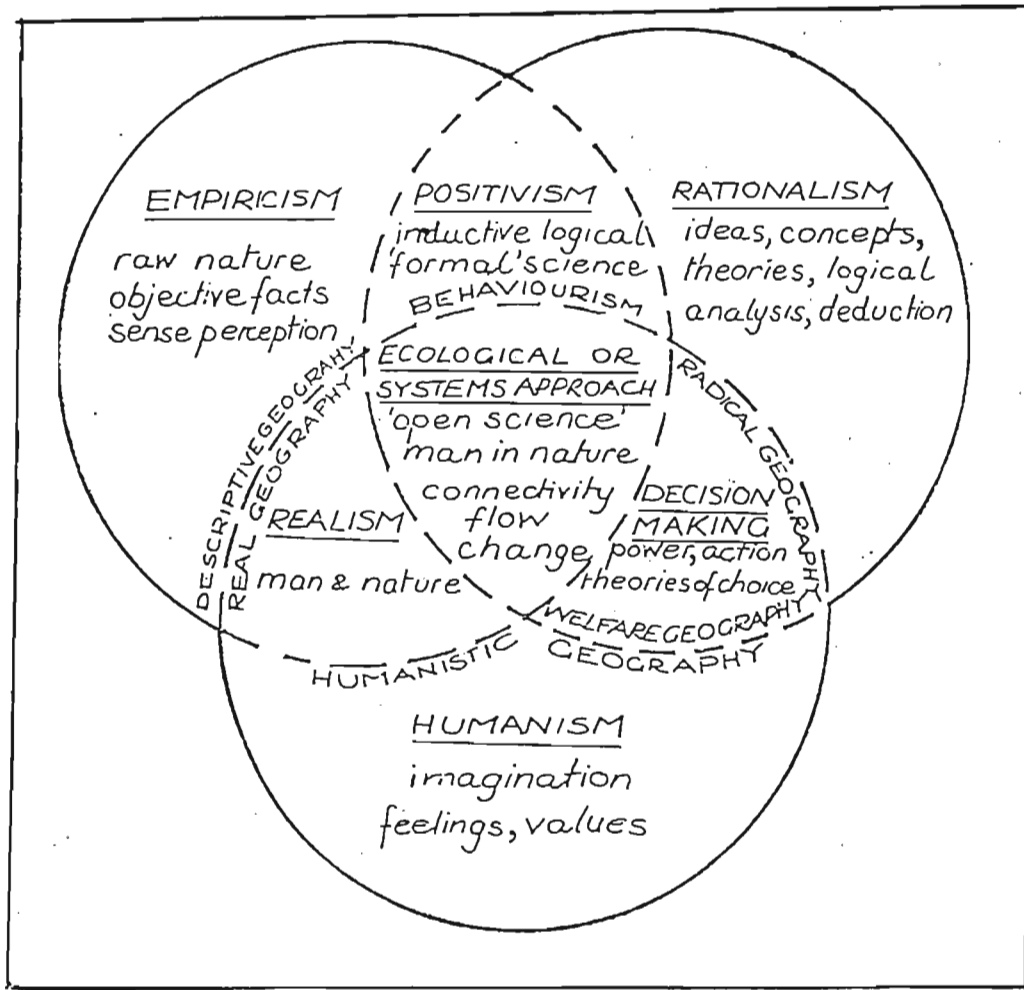 EMPIRICISM
raw nature
objective facts
sense perception
POSITIVISM
inductive logical
'formal' science
BEHAVIOURISM
RATIONALISM
ideas, concepts,
theories, logical
analysis, deduction
ECOLOGICAL OR
SYSTEMS APPROACH
'open science'
'man in nature
connectivity
flow
change
DESCRIPTIVE GEOGRAHY
REAL GEOGRAPHY
REALISM
man & nature
RADICAL GEOGRAPHY
DECISION
MAKING
power, action
theories of choice
WELFARE GEOGRAPHY
HUMANISTIC
GEOGRAPHY
HUMANISM
imagination
feelings, values